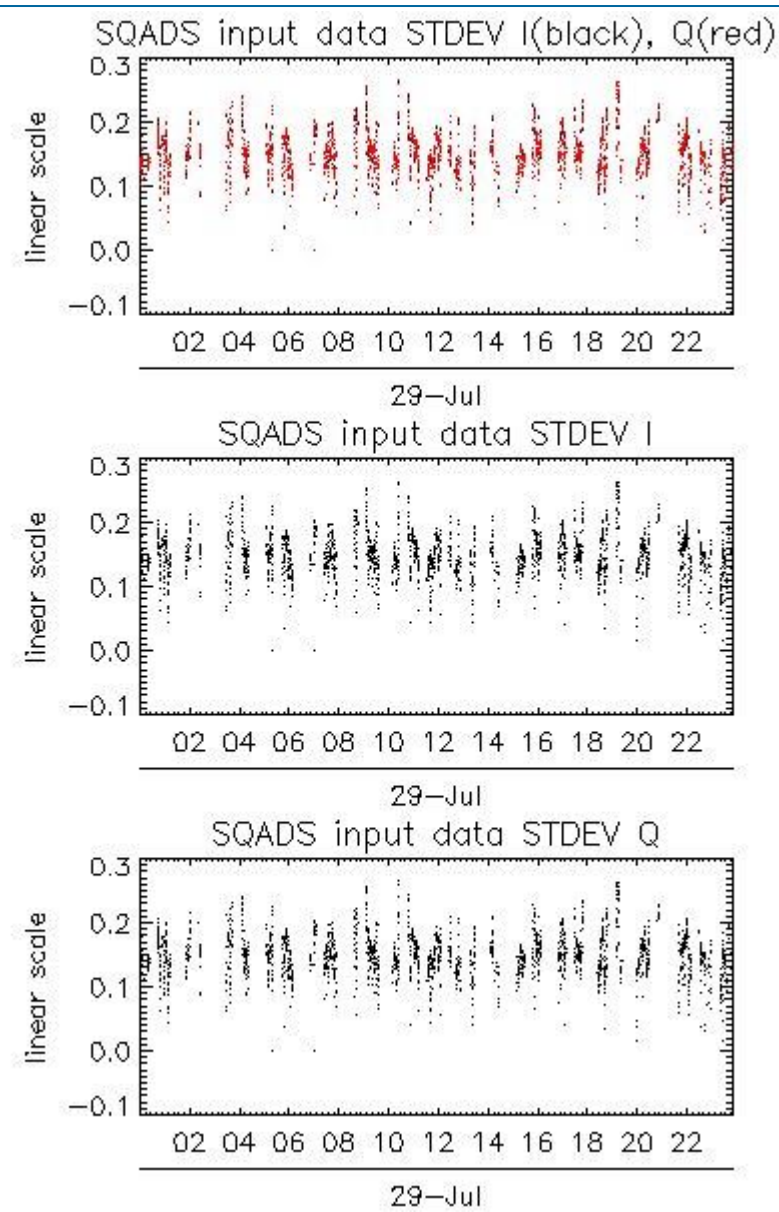 SQADS input data STDEV I(black), Q(red)
0.3
0.2
0.1
0.0
−0.1
linear scale
02 04 06 08 10 12 14 16 18 20 22
29−Jul
SQADS input data STDEV I
0.3
0.2
0.1
0.0
−0.1
linear scale
02 04 06 08 10 12 14 16 18 20 22
29−Jul
SQADS input data STDEV Q
0.3
0.2
0.1
0.0
−0.1
linear scale
02 04 06 08 10 12 14 16 18 20 22
29−Jul